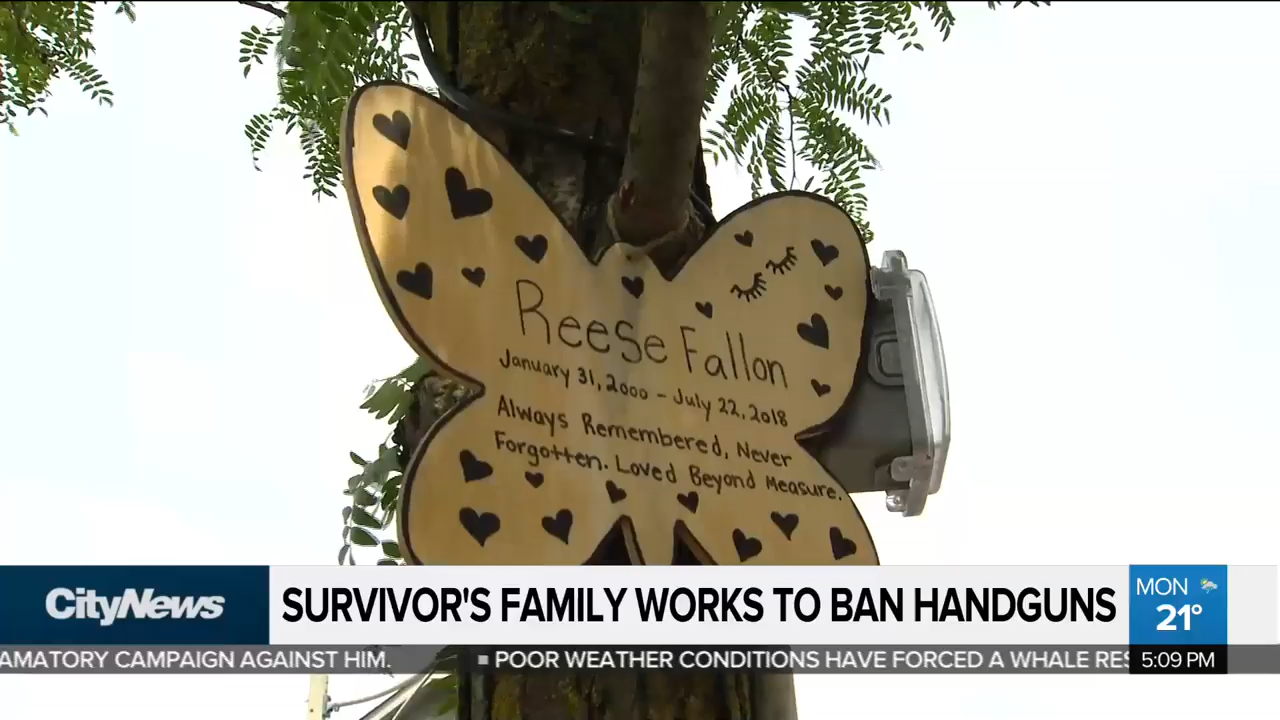 Reese Fallon
January 31, 2000 - July 22, 2018
Always Remembered, Never
Forgotten. Loved Beyond Measure.
CityNews
SURVIVOR'S FAMILY WORKS TO BAN HANDGUNS
MON
21°
AMATORY CAMPAIGN AGAINST HIM. ■ POOR WEATHER CONDITIONS HAVE FORCED A WHALE RES
5:09 PM